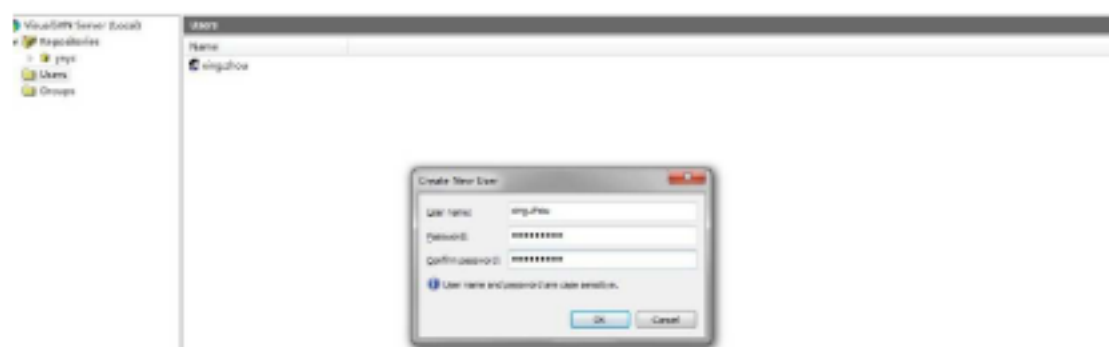 VisualSVN Server (Local)
Repositories
Users
Groups
Users
Name
Create New User
User name:
Password:
Confirm password:
User name and password are case sensitive.
OK
Cancel